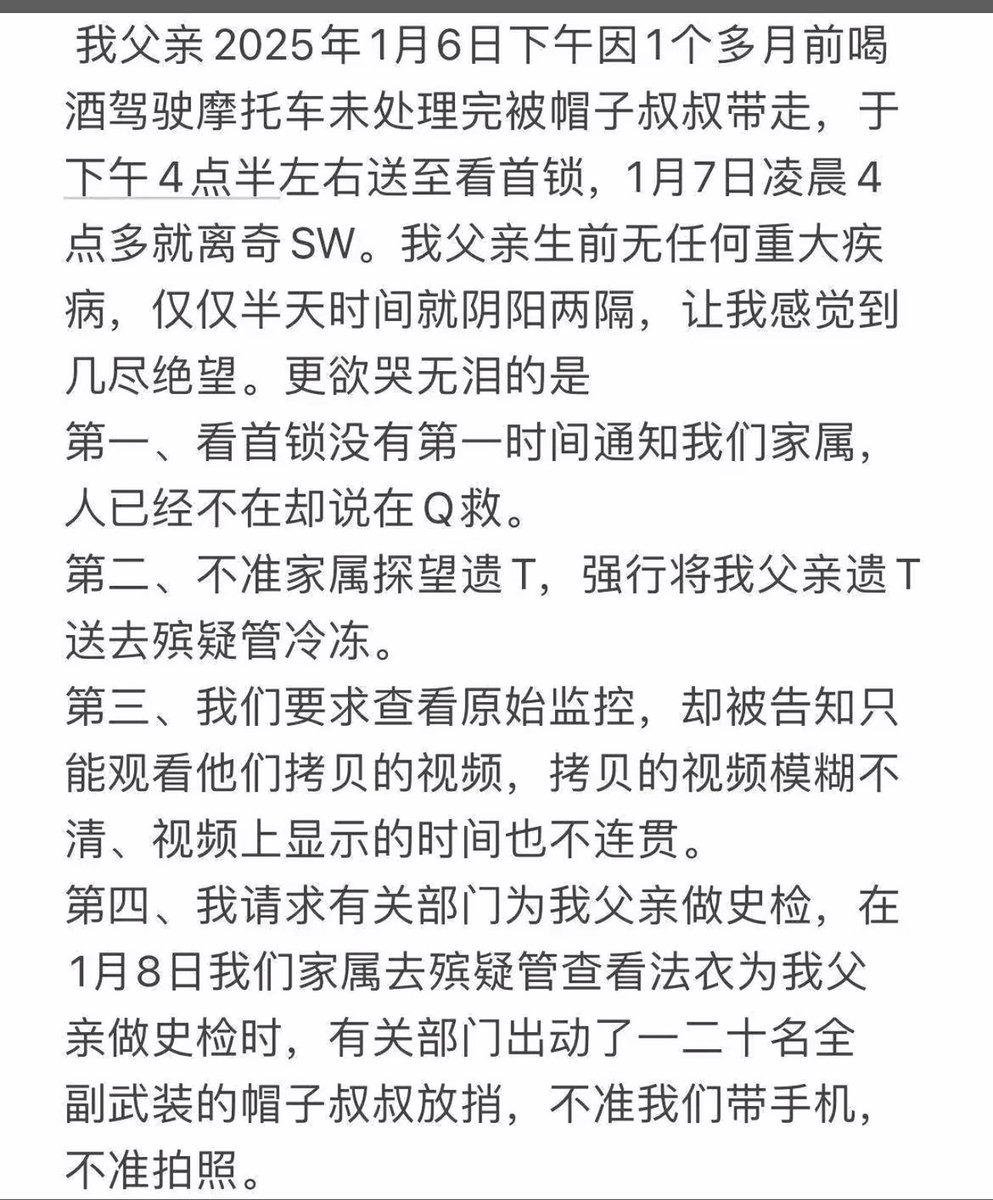 我父亲2025年1月6日下午因1个多月前喝
酒驾驶摩托车未处理完被帽子叔叔带走，于
下午4点半左右送至看首锁，1月7日凌晨4
点多就离奇SW。我父亲生前无任何重大疾
病，仅仅半天时间就阴阳两隔，让我感觉到
几尽绝望。更欲哭无泪的是
第一、看首锁没有第一时间通知我们家属，
人已经不在却说在Q救。
第二、不准家属探望遗T，强行将我父亲遗T
送去殡疑管冷冻。
第三、我们要求查看原始监控，却被告知只
能观看他们拷贝的视频，拷贝的视频模糊不
清、视频上显示的时间也不连贯。
第四、我请求有关部门为我父亲做史检，在
1月8日我们家属去殡疑管查看法衣为我父
亲做史检时，有关部门出动了一二十名全
副武装的帽子叔叔放捎，不准我们带手机，
不准拍照。